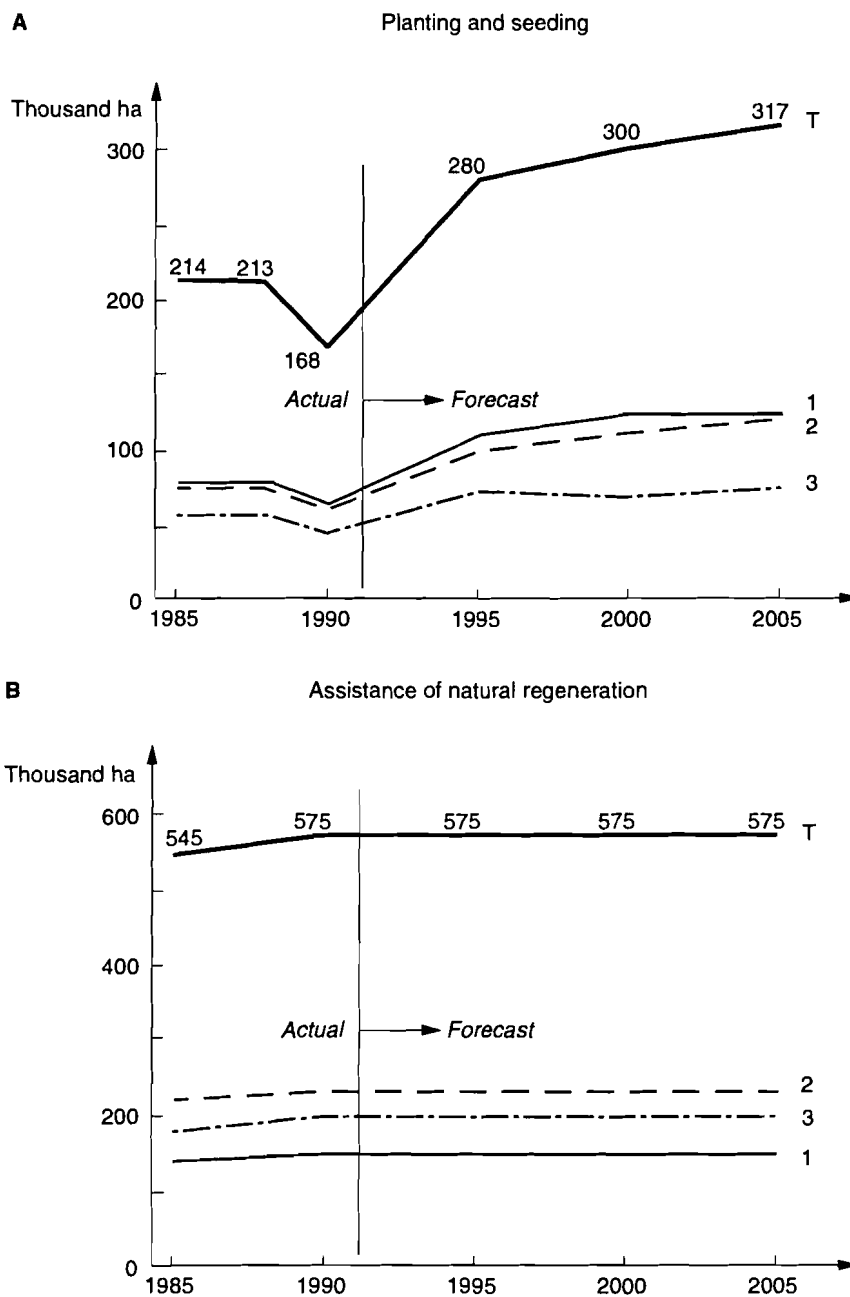 A Planting and seeding
Thousand ha
317 T
300
300
280
214 213
200
168
Actual Forecast
1
2
100
3
0
1985 1990 1995 2000 2005
B Assistance of natural regeneration
Thousand ha
600
545 575 575 575 575 T
400
Actual Forecast
2
200 3
1
0
1985 1990 1995 2000 2005